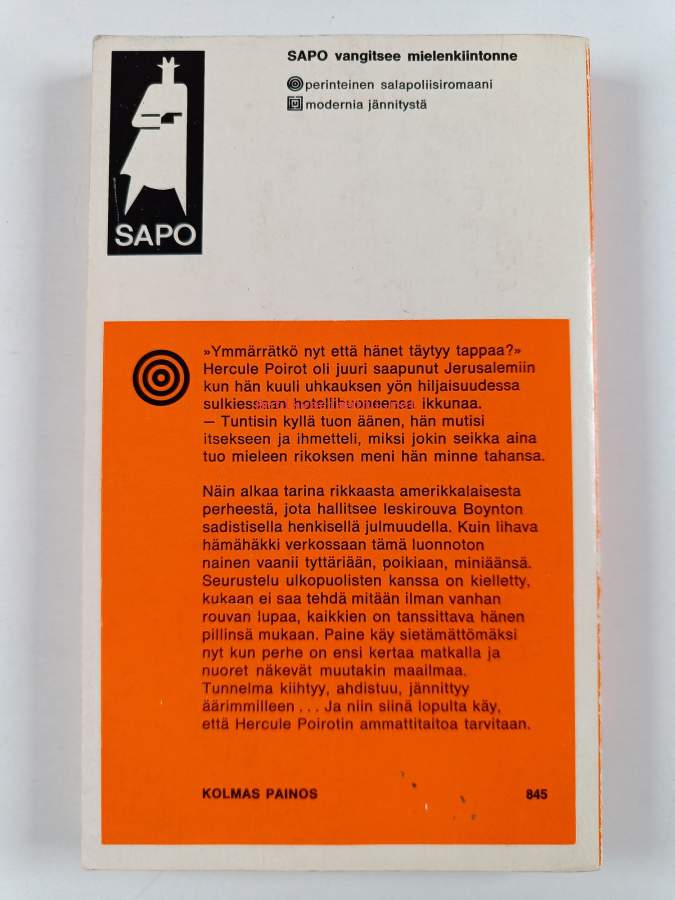 SAPO vangitsee mielenkiintonne
perinteinen salapoliisiromaani
modernia jännitystä
SAPO
»Ymmärrätkö nyt että hänet täytyy tappaa?»
Hercule Poirot oli juuri saapunut Jerusalemiin
kun hän kuuli uhkauksen yön hiljaisuudessa
sulkiessaan hotellihuoneensa ikkunaa.
— Tuntisin kyllä tuon äänen, hän mutisi
itsekseen ja ihmetteli, miksi jokin seikka aina
tuo mieleen rikoksen meni hän minne tahansa.
Näin alkaa tarina rikkaasta amerikkalaisesta
perheestä, jota hallitsee leskirouva Boynton
sadistisella henkisellä julmuudella. Kuin lihava
hämähäkki verkossaan tämä luonnoton
nainen vaanii tyttäriään, poikiaan, miniäänsä.
Seurustelu ulkopuolisten kanssa on kielletty,
kukaan ei saa tehdä mitään ilman vanhan
rouvan lupaa, kaikkien on tanssittava hänen
pillinsä mukaan. Paine käy sietämättömäksi
nyt kun perhe on ensi kertaa matkalla ja
nuoret näkevät muutakin maailmaa.
Tunnelma kiihtyy, ahdistuu, jännittyy
äärimmilleen ... Ja niin siinä lopulta käy,
että Hercule Poirotin ammattitaitoa tarvitaan.
KOLMAS PAINOS 845